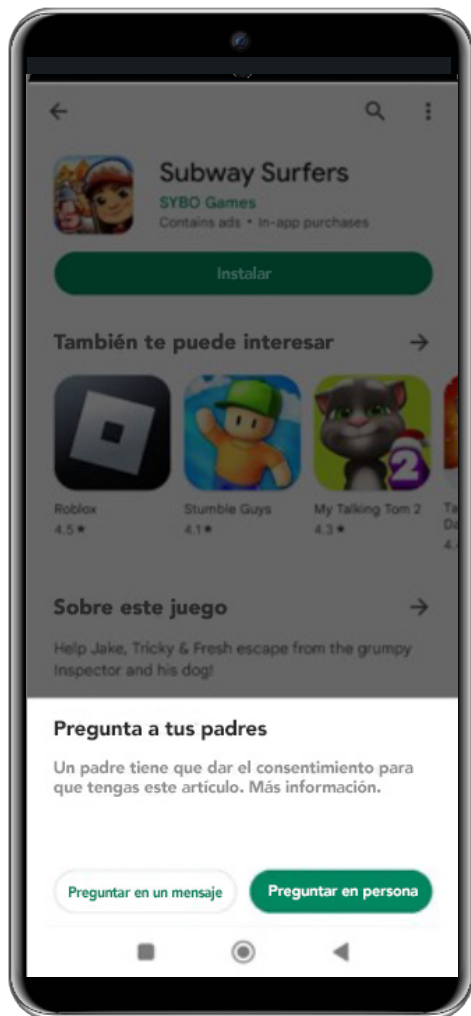 Subway Surfers
SYBO Games
Contains ads • In-app purchases
Instalar
También te puede interesar
Roblox
4.5★
Stumble Guys
4.1★
My Talking Tom 2
4.3★
Ta
Da
4.
Sobre este juego
Help Jake, Tricky & Fresh escape from the grumpy
Inspector and his dog!
Pregunta a tus padres
Un padre tiene que dar el consentimiento para
que tengas este artículo. Más información.
Preguntar en un mensaje
Preguntar en persona